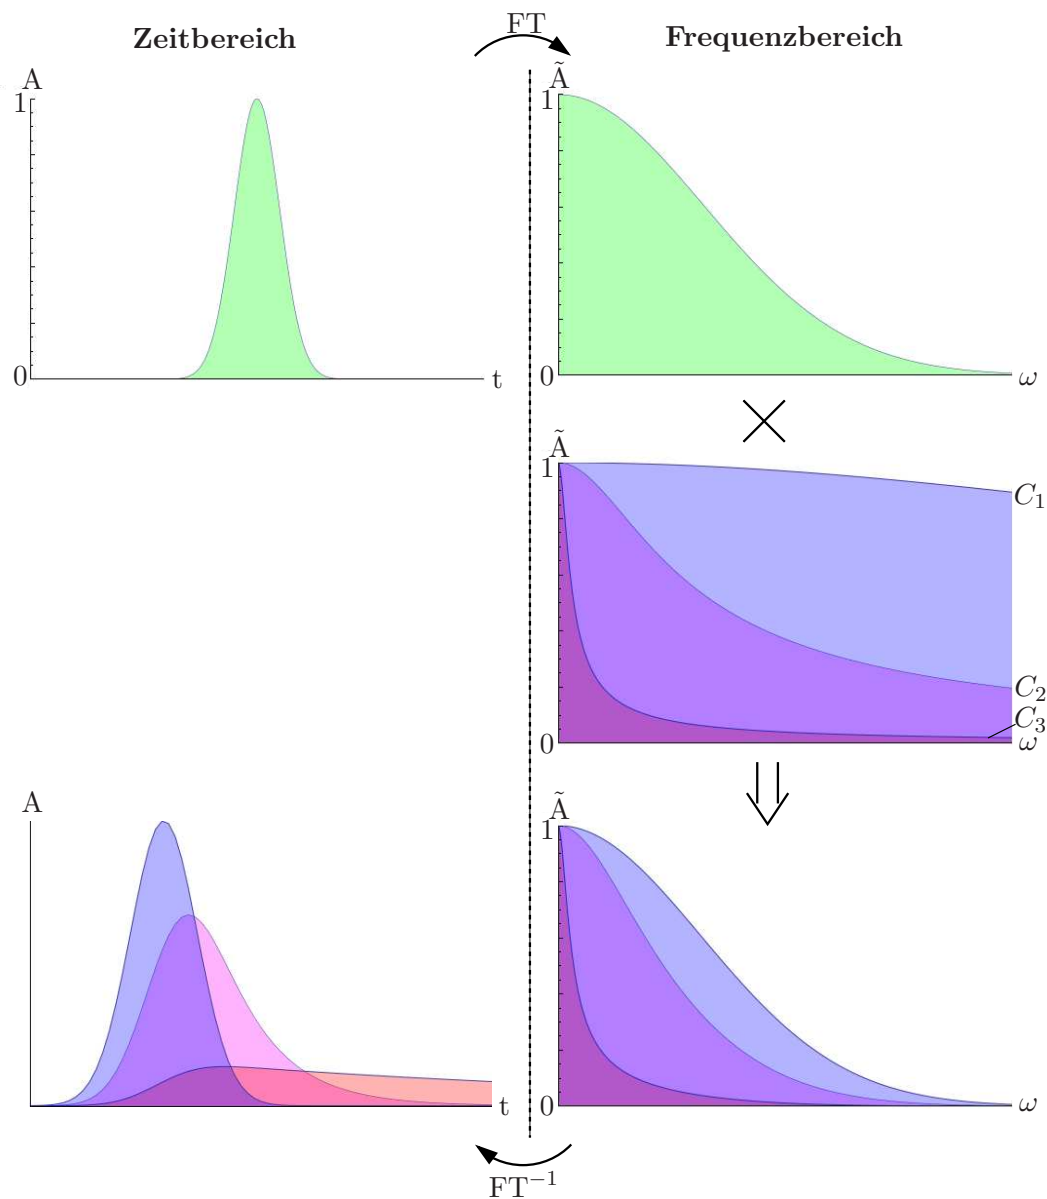 Zeitbereich
FT
Frequenzbereich
A
1
0
t
Ã
1
0
ω
Ã
1
C₁
C₂
C₃
0
ω
A
t
Ã
1
0
ω
FT⁻¹